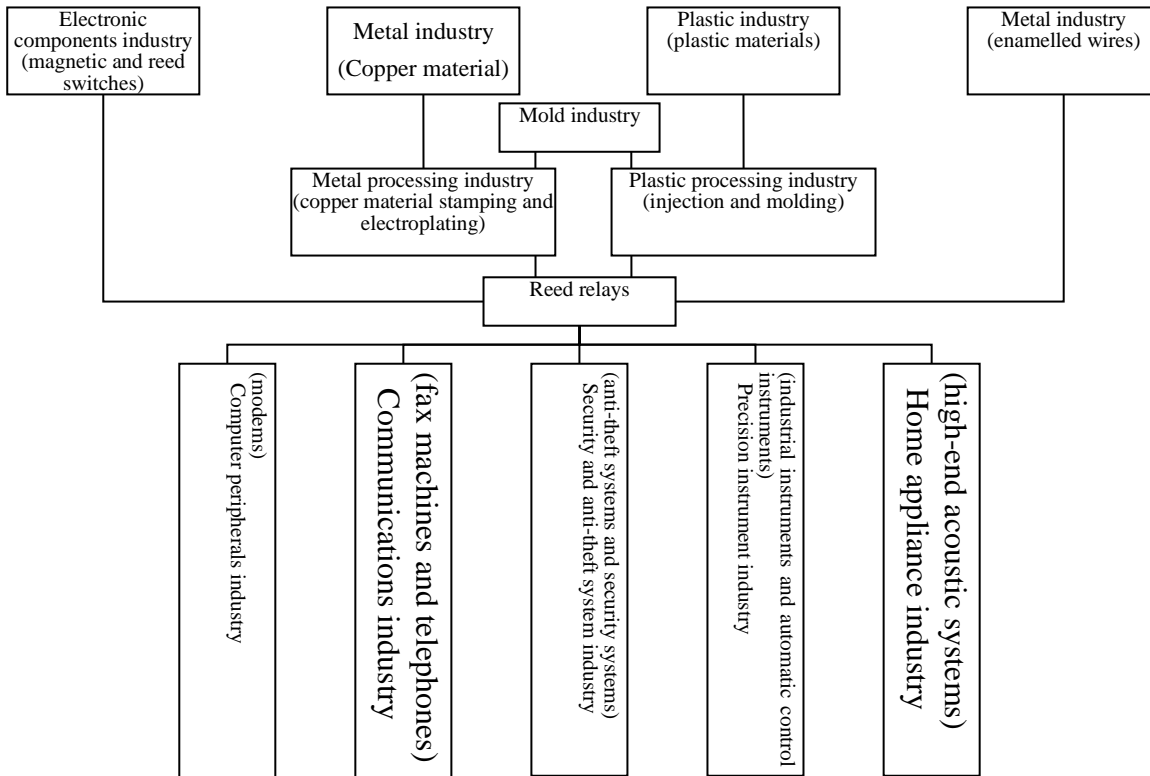 Electronic
components industry
(magnetic and reed
switches)
Metal industry
(Copper material)
Plastic industry
(plastic materials)
Metal industry
(enamelled wires)
Mold industry
Metal processing industry
(copper material stamping and
electroplating)
Plastic processing industry
(injection and molding)
Reed relays
(modems)
Computer peripherals industry
(fax machines and telephones)
Communications industry
(anti-theft systems and security systems)
Security and anti-theft system industry
(industrial instruments and automatic control
instruments)
Precision instrument industry
(high-end acoustic systems)
Home appliance industry